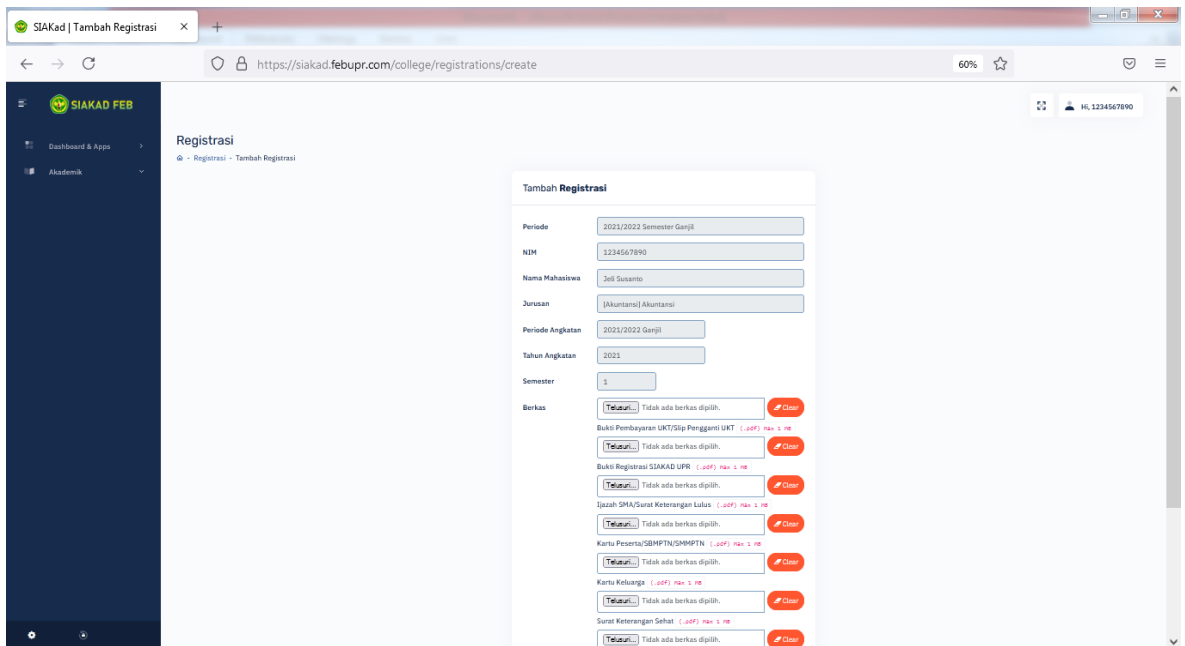 SIAKad | Tambah Registrasi
https://siakad.febupr.com/college/registrations/create
60%
SIAKAD FEB
Hi, 1234567890
Dashboard & Apps
Akademik
Registrasi
- Registrasi - Tambah Registrasi
Tambah Registrasi
Periode 2021/2022 Semester Ganjil
NIM 1234567890
Nama Mahasiswa Jeli Susanto
Jurusan [Akuntansi] Akuntansi
Periode Angkatan 2021/2022 Ganjil
Tahun Angkatan 2021
Semester 1
Berkas Telusuri... Tidak ada berkas dipilih. Clear
Bukti Pembayaran UKT/Slip Pengganti UKT (.pdf) Max 1 MB
Telusuri... Tidak ada berkas dipilih. Clear
Bukti Registrasi SIAKAD UPR (.pdf) Max 1 MB
Telusuri... Tidak ada berkas dipilih. Clear
Ijazah SMA/Surat Keterangan Lulus (.pdf) Max 1 MB
Telusuri... Tidak ada berkas dipilih. Clear
Kartu Peserta/SBMPTN/SMMPTN (.pdf) Max 1 MB
Telusuri... Tidak ada berkas dipilih. Clear
Kartu Keluarga (.pdf) Max 1 MB
Telusuri... Tidak ada berkas dipilih. Clear
Surat Keterangan Sehat (.pdf) Max 1 MB
Telusuri... Tidak ada berkas dipilih. Clear